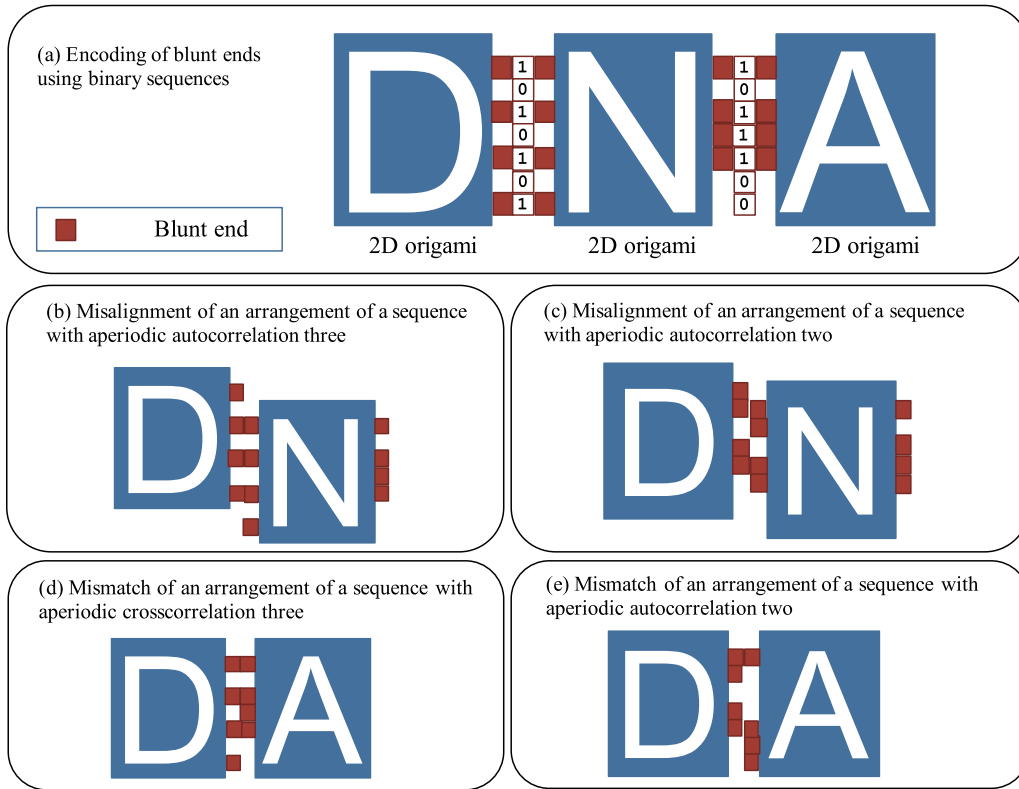 (a) Encoding of blunt ends
using binary sequences
Blunt end
D N A
1 1
0 0
1 1
0 1
1 1
0 0
1 0
2D origami 2D origami 2D origami
(b) Misalignment of an arrangement of a sequence
with aperiodic autocorrelation three
D N
(c) Misalignment of an arrangement of a sequence
with aperiodic autocorrelation two
D N
(d) Mismatch of an arrangement of a sequence with
aperiodic crosscorrelation three
D A
(e) Mismatch of an arrangement of a sequence with
aperiodic autocorrelation two
D A